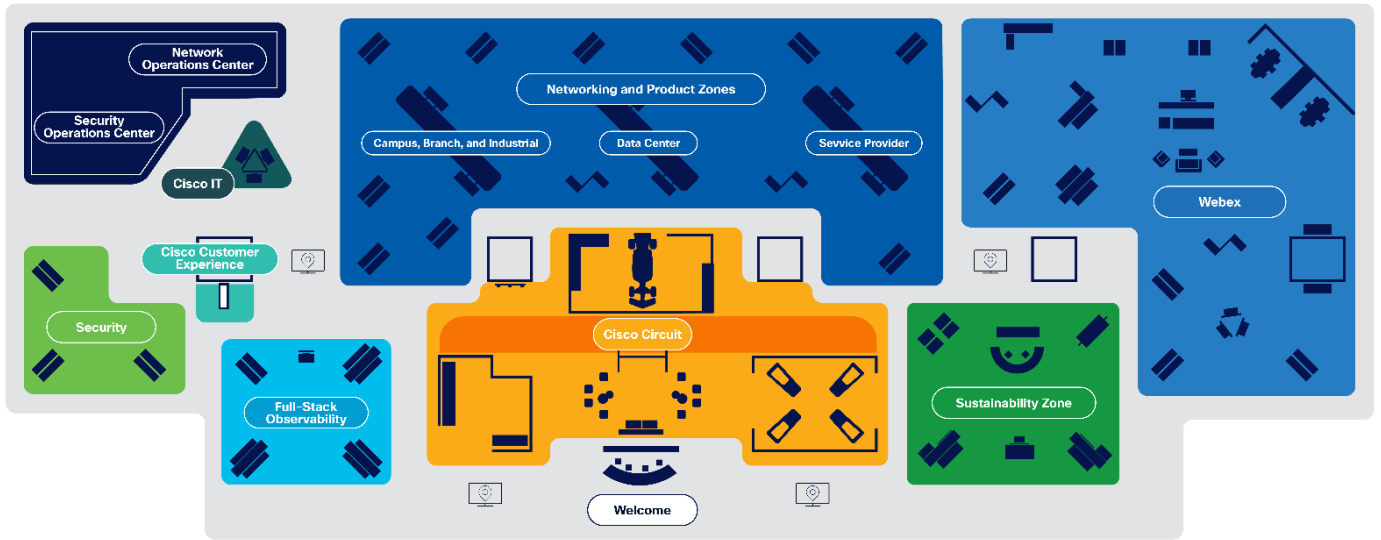 Network
Operations Center
Security
Operations Center
Cisco IT
Networking and Product Zones
Campus, Branch, and Industrial
Data Center
Sevvice Provider
Webex
Cisco Customer
Experience
Security
Full-Stack
Observability
Cisco Circuit
Sustainability Zone
Welcome